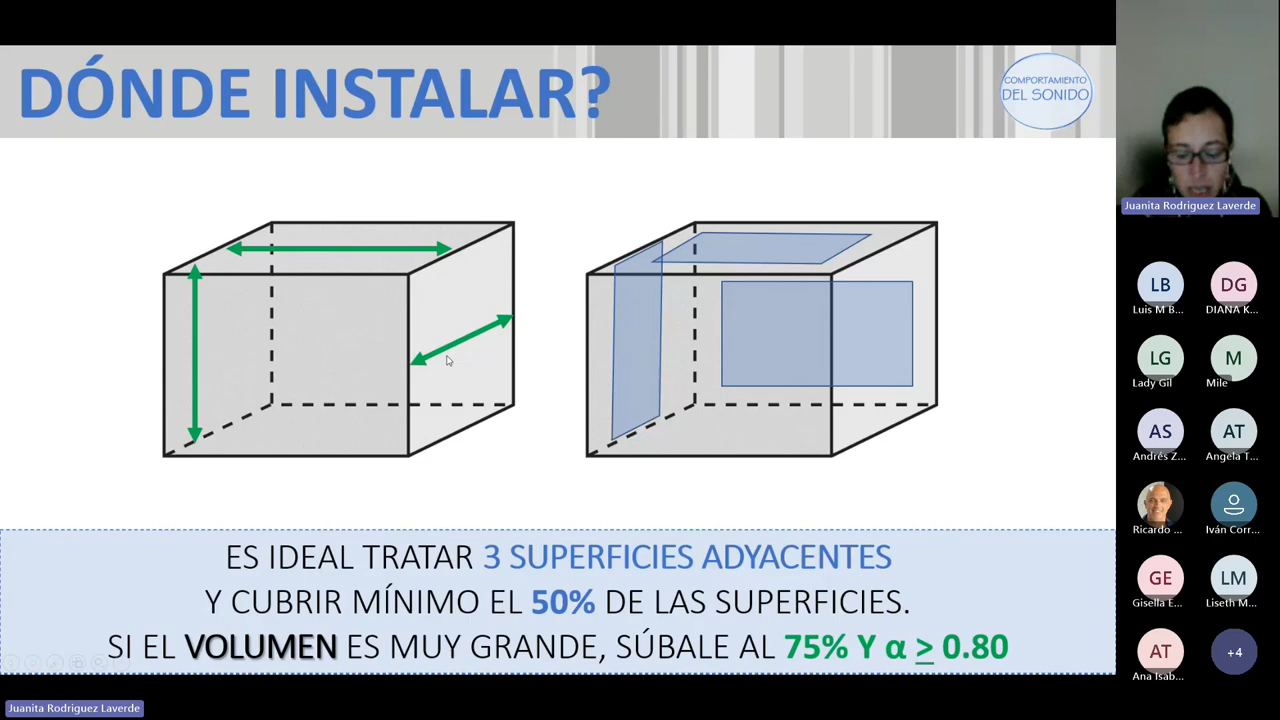 DÓNDE INSTALAR?
COMPORTAMIENTO
DEL SONIDO
ES IDEAL TRATAR 3 SUPERFICIES ADYACENTES
Y CUBRIR MÍNIMO EL 50% DE LAS SUPERFICIES.
SI EL VOLUMEN ES MUY GRANDE, SÚBALE AL 75% Y α ≥ 0.80
Juanita Rodriguez Laverde
Juanita Rodriguez Laverde
LB
Luis M B...
DG
DIANA K...
LG
Lady Gil
M
Mile
AS
Andrés Z...
AT
Angela T...
Ricardo ...
Iván Corr...
GE
Gisella E...
LM
Liseth M...
AT
Ana Isab...
+4